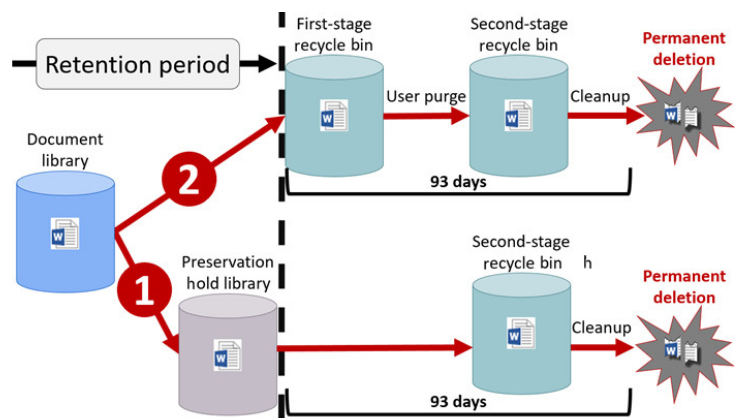 First-stage
recycle bin
Second-stage
recycle bin
Permanent
deletion
Retention period
User purge
Cleanup
Document
library
93 days
2
1
Preservation
hold library
Second-stage
recycle bin h
Permanent
deletion
Cleanup
93 days